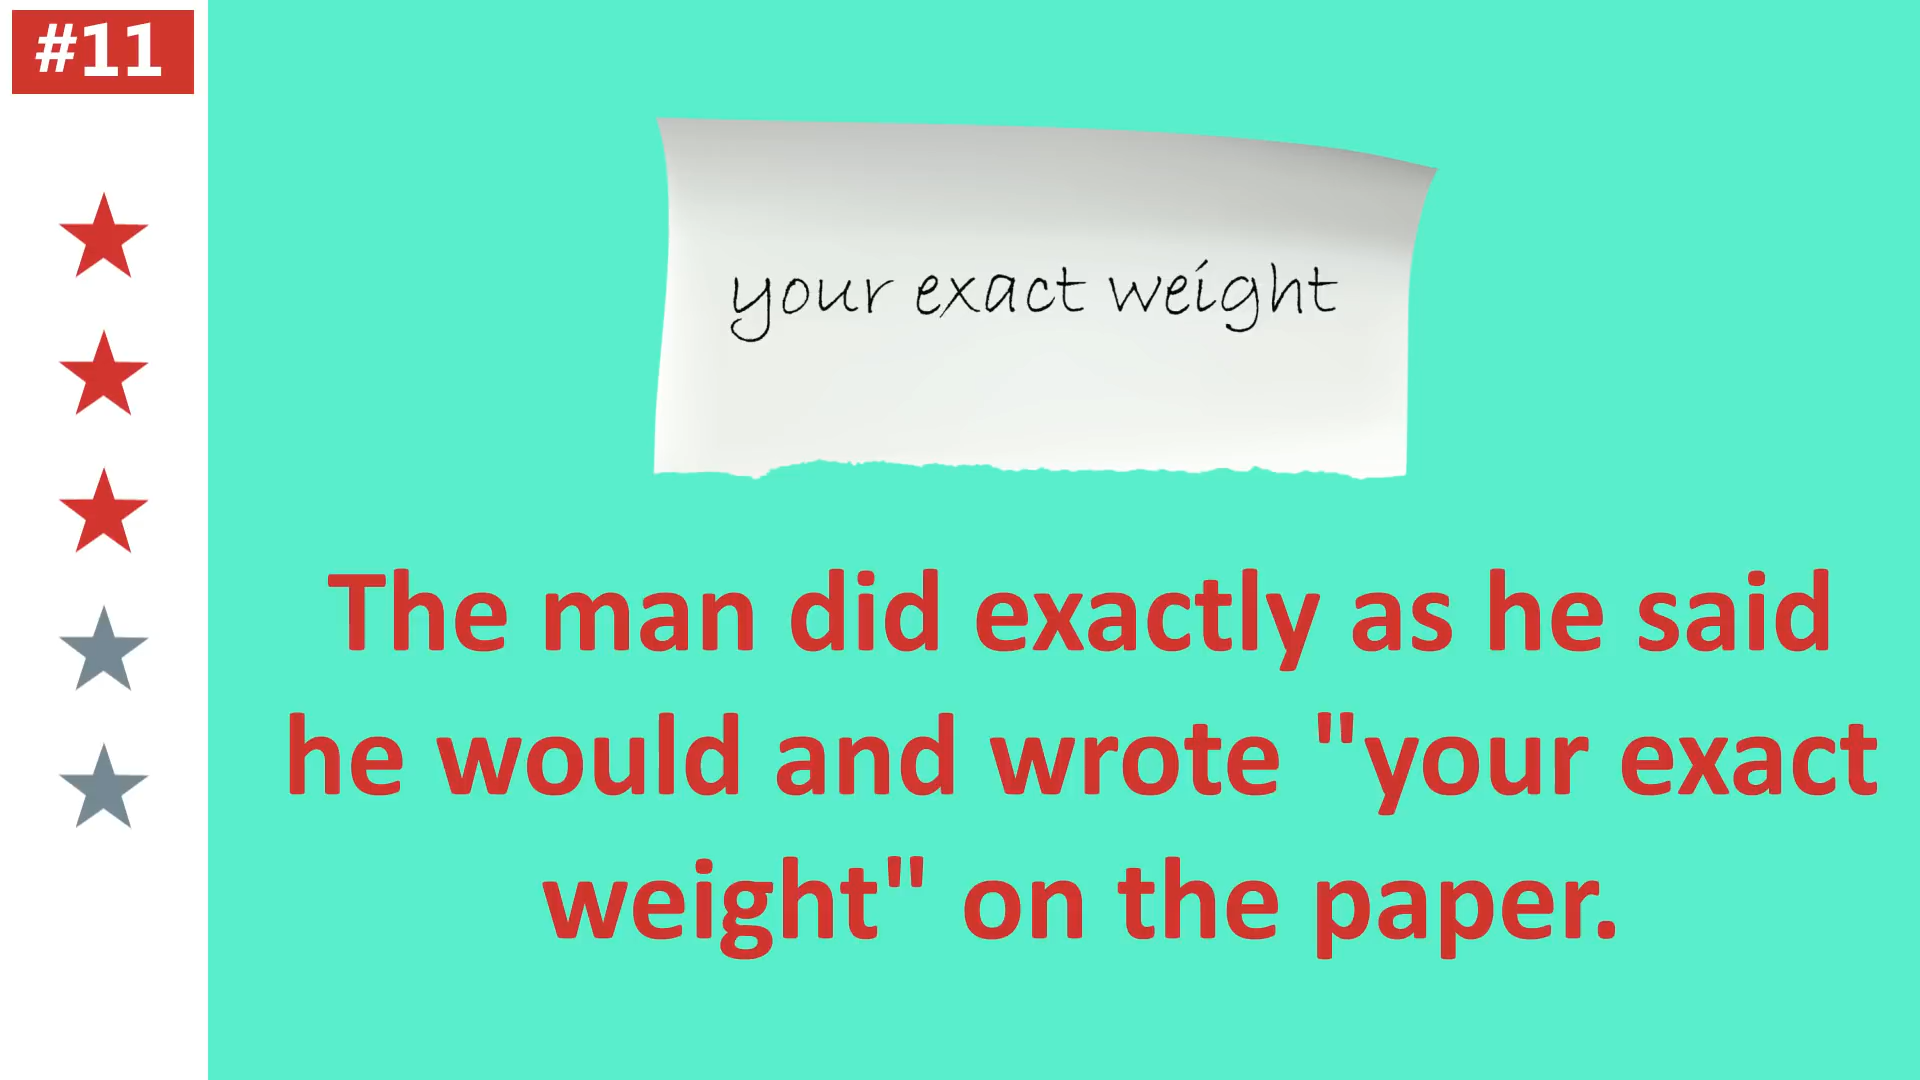 #11
your exact weight
The man did exactly as he said
he would and wrote "your exact
weight" on the paper.